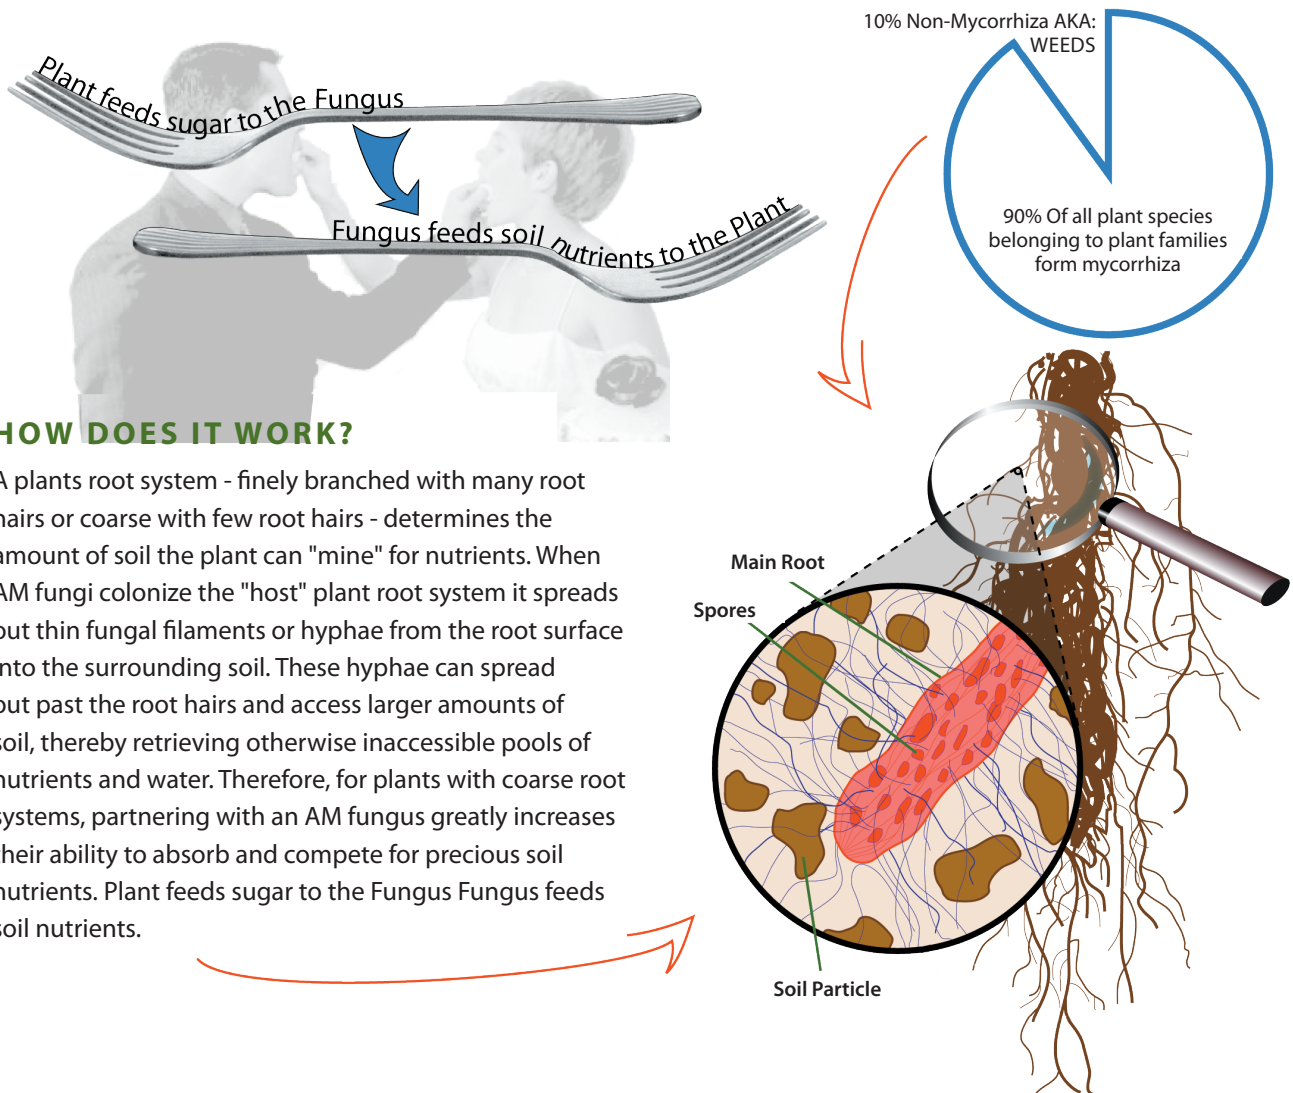 Plant feeds sugar to the Fungus
Fungus feeds soil nutrients to the Plant
10% Non-Mycorrhiza AKA:
WEEDS
90% Of all plant species
belonging to plant families
form mycorrhiza
HOW DOES IT WORK?
A plants root system - finely branched with many root
hairs or coarse with few root hairs - determines the
amount of soil the plant can "mine" for nutrients. When
AM fungi colonize the "host" plant root system it spreads
out thin fungal filaments or hyphae from the root surface
into the surrounding soil. These hyphae can spread
out past the root hairs and access larger amounts of
soil, thereby retrieving otherwise inaccessible pools of
nutrients and water. Therefore, for plants with coarse root
systems, partnering with an AM fungus greatly increases
their ability to absorb and compete for precious soil
nutrients. Plant feeds sugar to the Fungus Fungus feeds
soil nutrients.
Main Root
Spores
Soil Particle